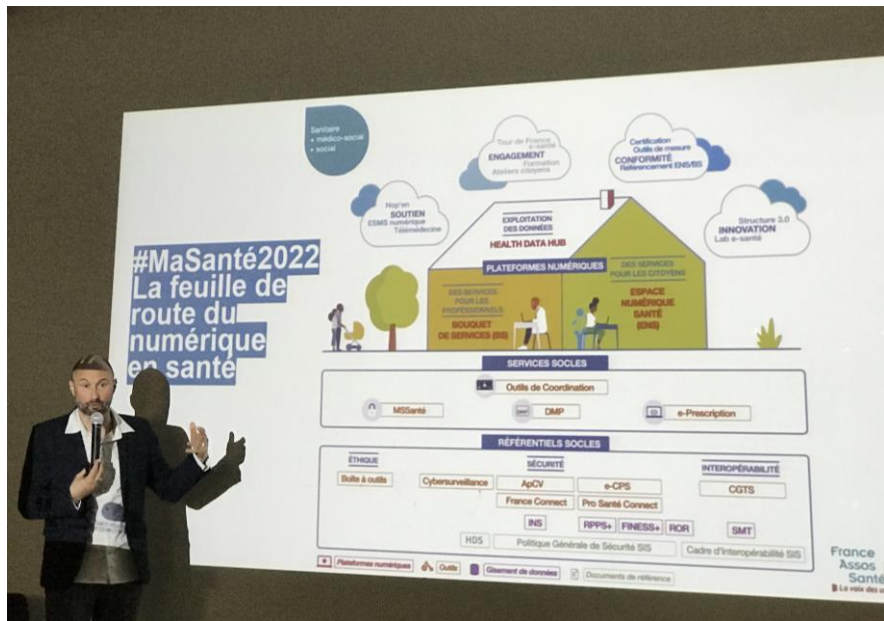 Sanitaire
+ médico-social
+ social
Tour de France
e-santé
ENGAGEMENT
Formation
Ateliers citoyens
Certification
Outils de mesure
CONFORMITÉ
Référencement ENS/BS
Hop'en
SOUTIEN
ESMS numérique
Télémédecine
Structure 3.0
INNOVATION
Lab e-santé
#MaSanté2022
La feuille de
route du
numérique
en santé
EXPLOITATION
DES DONNÉES
HEALTH DATA HUB
PLATEFORMES NUMÉRIQUES
DES SERVICES
POUR LES
PROFESSIONNELS
BOUQUET
DE SERVICES (BS)
DES SERVICES
POUR LES CITOYENS
ESPACE
NUMÉRIQUE
SANTÉ
(ENS)
SERVICES SOCLES
Outils de Coordination
MSSanté
DMP
e-Prescription
RÉFÉRENTIELS SOCLES
ÉTHIQUE
SÉCURITÉ
INTEROPÉRABILITÉ
Boîte à outils
Cybersurveillance
ApCV
e-CPS
CGTS
France Connect
Pro Santé Connect
INS
RPPS+
FINESS+
ROR
SMT
HDS
Politique Générale de Sécurité SIS
Cadre d'Interopérabilité SIS
Plateformes numériques
Outils
Gisement de données
Documents de référence
France
Assos
Santé
La voix des u